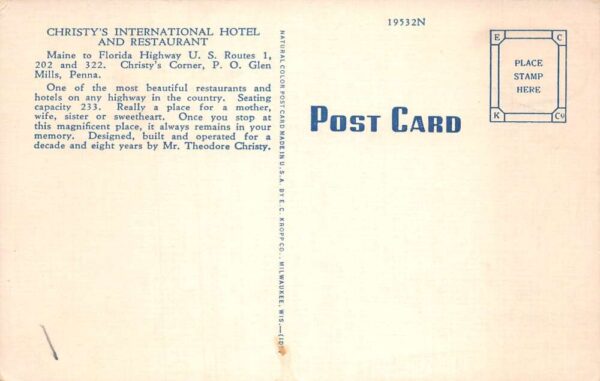 CHRISTY'S INTERNATIONAL HOTEL
AND RESTAURANT
Maine to Florida Highway U. S. Routes 1,
202 and 322. Christy's Corner, P. O. Glen
Mills, Penna.
One of the most beautiful restaurants and
hotels on any highway in the country. Seating
capacity 233. Really a place for a mother,
wife, sister or sweetheart. Once you stop at
this magnificent place, it always remains in your
memory. Designed, built and operated for a
decade and eight years by Mr. Theodore Christy.
NATURAL COLOR POST CARD MADE IN U.S.A. BY E. C. KROPP CO., MILWAUKEE, WIS.
19532N
POST CARD
E C
PLACE
STAMP
HERE
K Co